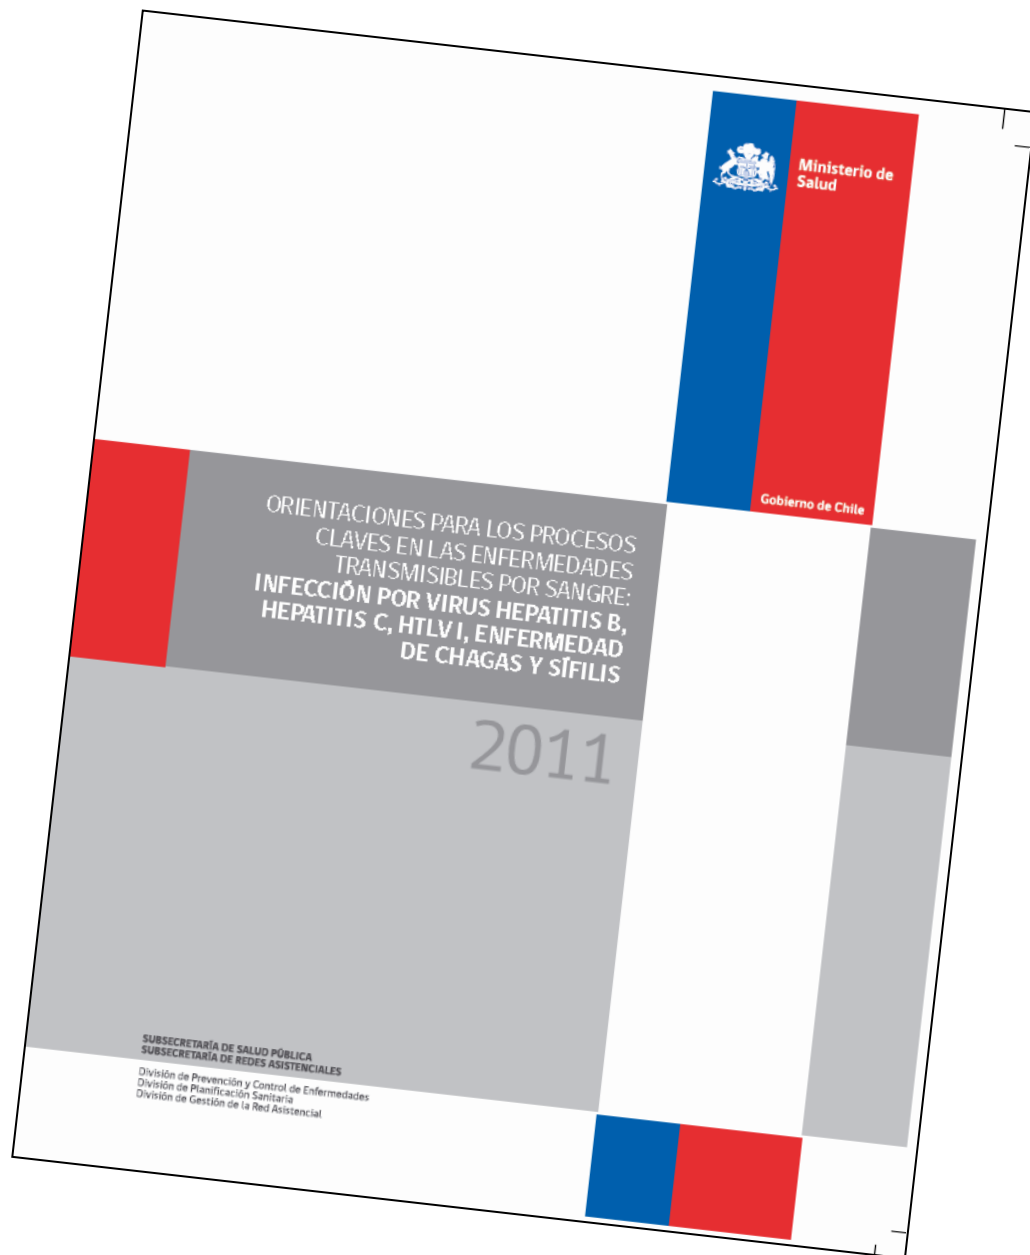 Ministerio de
Salud
Gobierno de Chile
ORIENTACIONES PARA LOS PROCESOS
CLAVES EN LAS ENFERMEDADES
TRANSMISIBLES POR SANGRE:
INFECCIÓN POR VIRUS HEPATITIS B,
HEPATITIS C, HTLV I, ENFERMEDAD
DE CHAGAS Y SÍFILIS
2011
SUBSECRETARÍA DE SALUD PÚBLICA
SUBSECRETARÍA DE REDES ASISTENCIALES
División de Prevención y Control de Enfermedades
División de Planificación Sanitaria
División de Gestión de la Red Asistencial